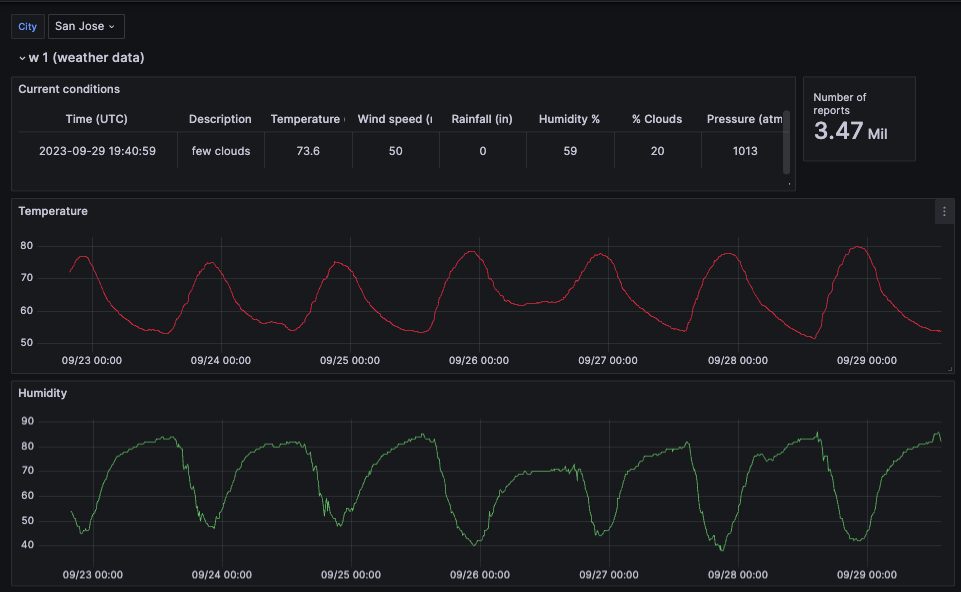 City San Jose
w 1 (weather data)
Current conditions
Time (UTC) Description Temperature ( Wind speed (r Rainfall (in) Humidity % % Clouds Pressure (atm
2023-09-29 19:40:59 few clouds 73.6 50 0 59 20 1013
Number of
reports
3.47 Mil
Temperature
80
70
60
50
09/23 00:00 09/24 00:00 09/25 00:00 09/26 00:00 09/27 00:00 09/28 00:00 09/29 00:00
Humidity
90
80
70
60
50
40
09/23 00:00 09/24 00:00 09/25 00:00 09/26 00:00 09/27 00:00 09/28 00:00 09/29 00:00